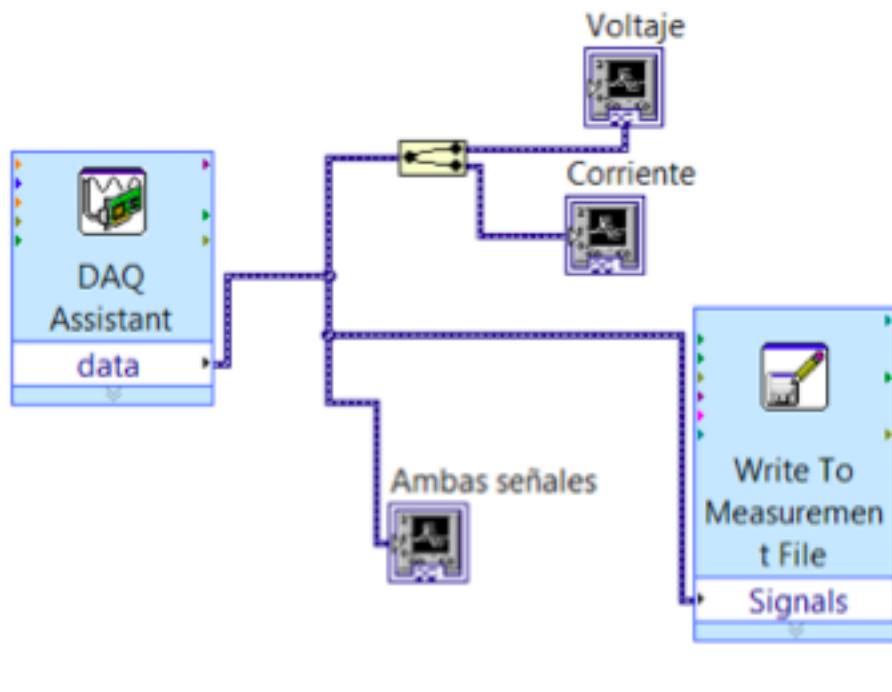 Voltaje
Corriente
DAQ
Assistant
data
Ambas señales
Write To
Measuremen
t File
Signals